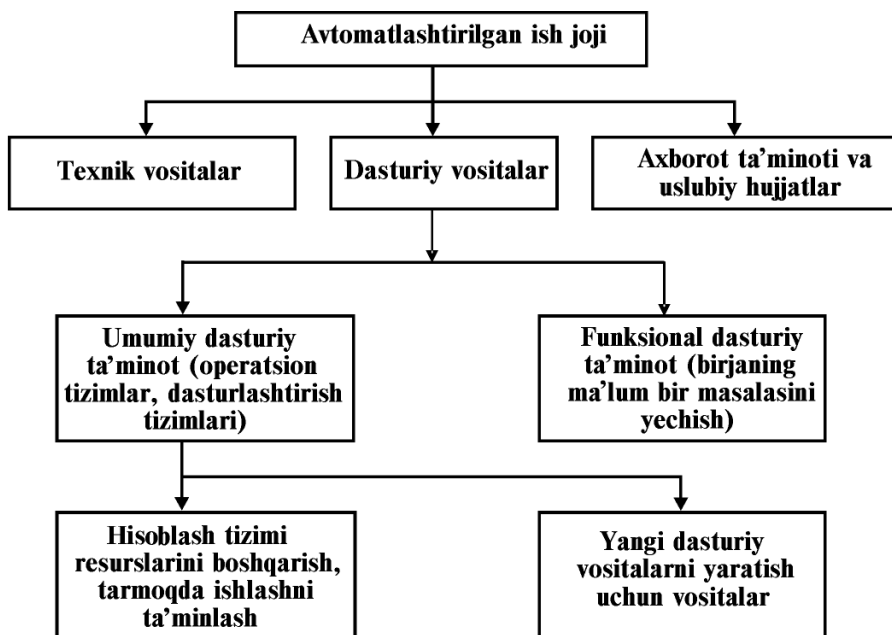 Avtomatlashtirilgan ish joji
Texnik vositalar
Dasturiy vositalar
Axborot ta’minoti va
uslubiy hujjatlar
Umumiy dasturiy
ta’minot (operatsion
tizimlar, dasturlashtirish
tizimlari)
Funksional dasturiy
ta’minot (birjaning
ma’lum bir masalasini
yechish)
Hisoblash tizimi
resurslarini boshqarish,
tarmoqda ishlashni
ta’minlash
Yangi dasturiy
vositalarni yaratish
uchun vositalar